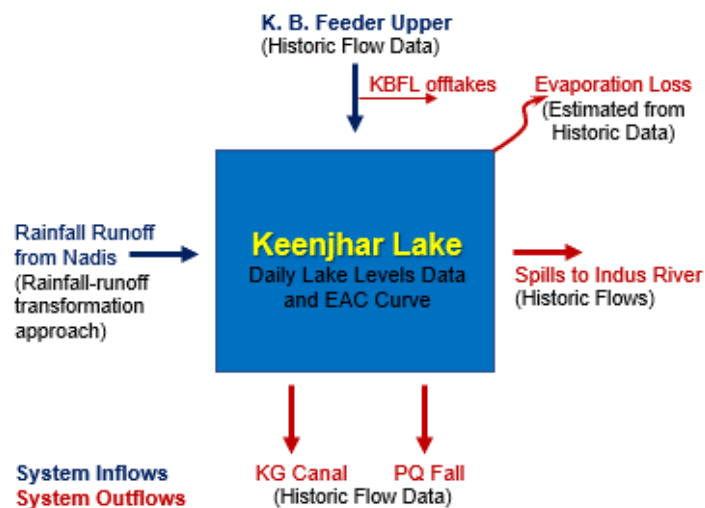 K. B. Feeder Upper
(Historic Flow Data)
KBFL offtakes
Evaporation Loss
(Estimated from
Historic Data)
Rainfall Runoff
from Nadis
(Rainfall-runoff
transformation
approach)
Keenjhar Lake
Daily Lake Levels Data
and EAC Curve
Spills to Indus River
(Historic Flows)
KG Canal
PQ Fall
(Historic Flow Data)
System Inflows
System Outflows